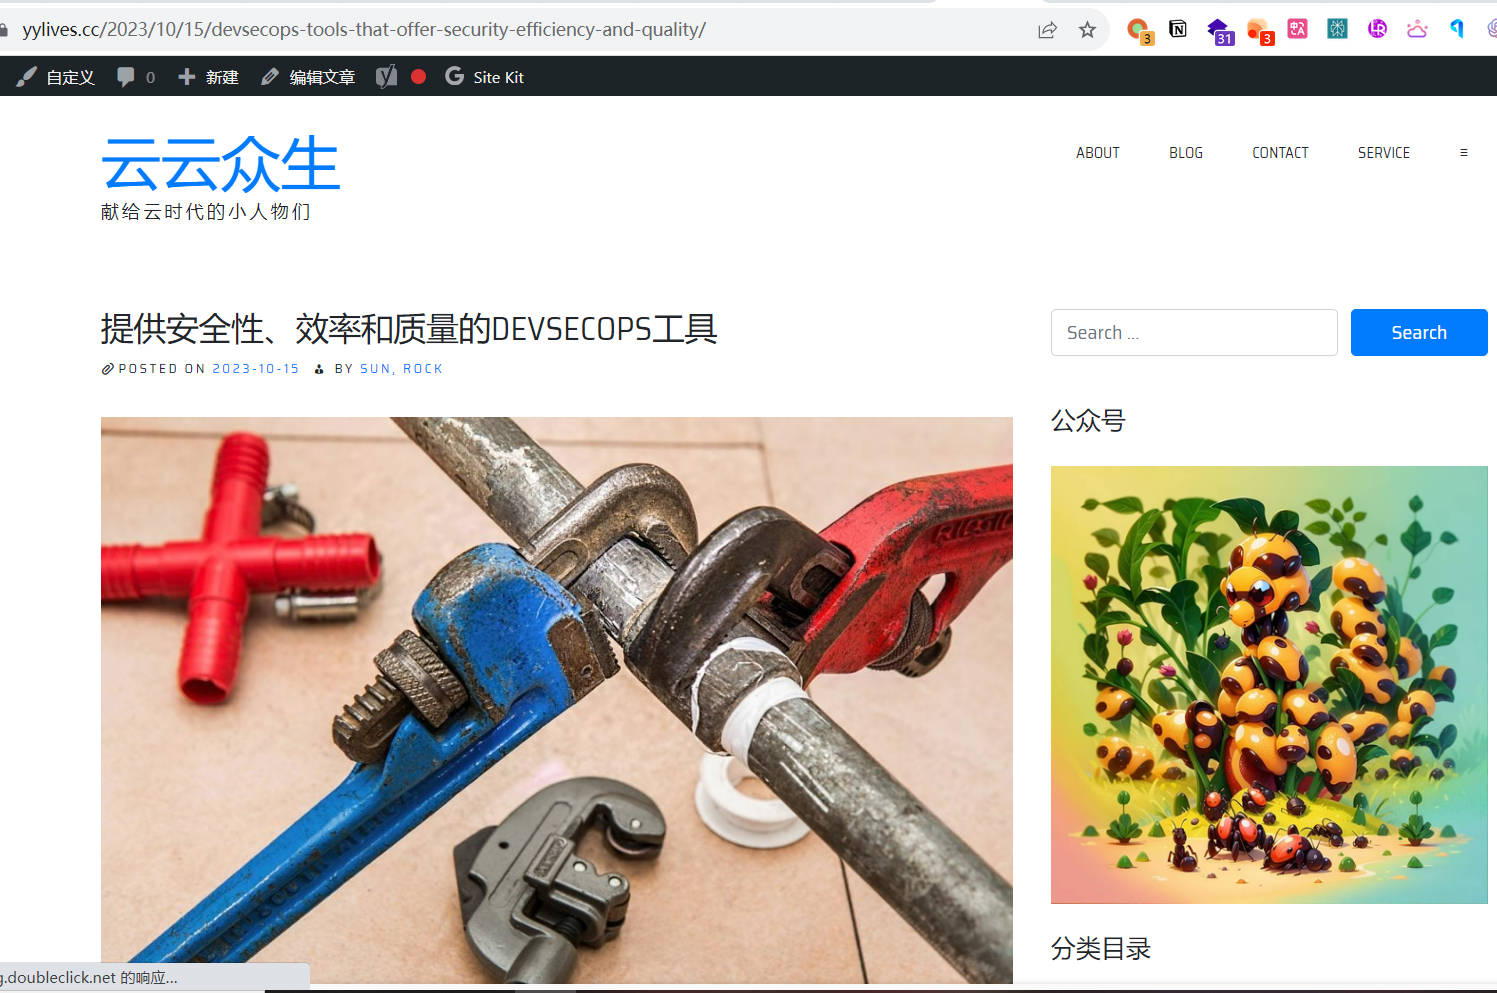 yylives.cc/2023/10/15/devsecops-tools-that-offer-security-efficiency-and-quality/
3
31
3
自定义 0 新建 编辑文章 Site Kit
云云众生
献给云时代的小人物们
ABOUT BLOG CONTACT SERVICE
提供安全性、效率和质量的DEVSECOPS工具
POSTED ON 2023-10-15 BY SUN, ROCK
Search ...
Search
公众号
分类目录
g.doubleclick.net 的响应...